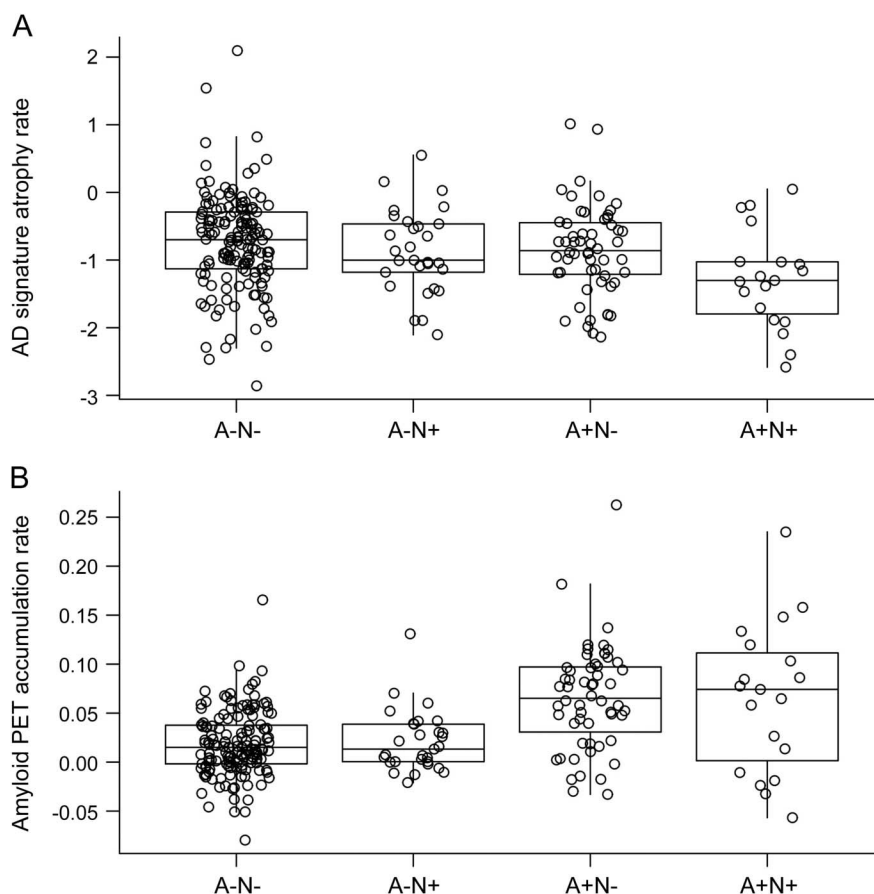 A
AD signature atrophy rate
2
1
0
-1
-2
-3
A-N-
A-N+
A+N-
A+N+
B
Amyloid PET accumulation rate
0.25
0.20
0.15
0.10
0.05
0.00
-0.05
A-N-
A-N+
A+N-
A+N+